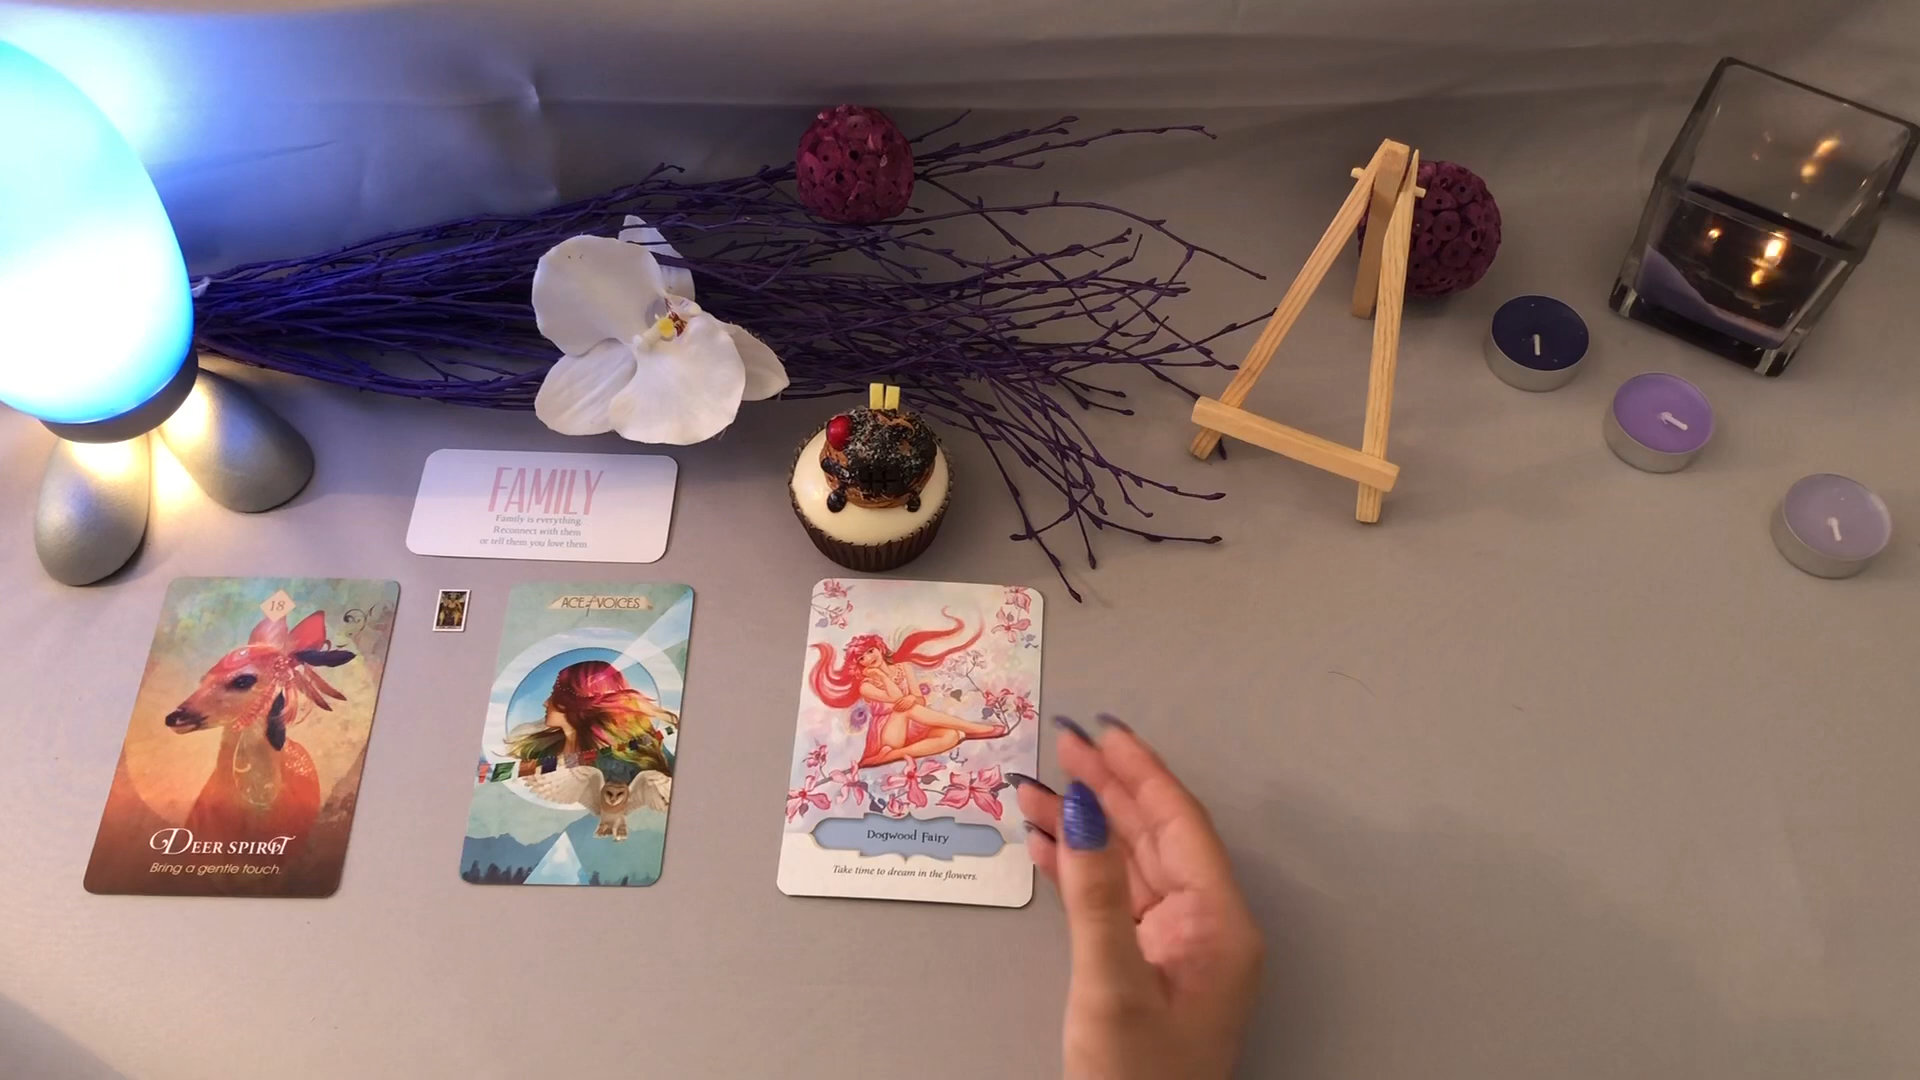 FAMILY
Family is everything.
Reconnect with them
or tell them you love them
18
DEER SPIRIT
Bring a gentle touch.
ACE of VOICES
Dogwood Fairy
Take time to dream in the flowers.